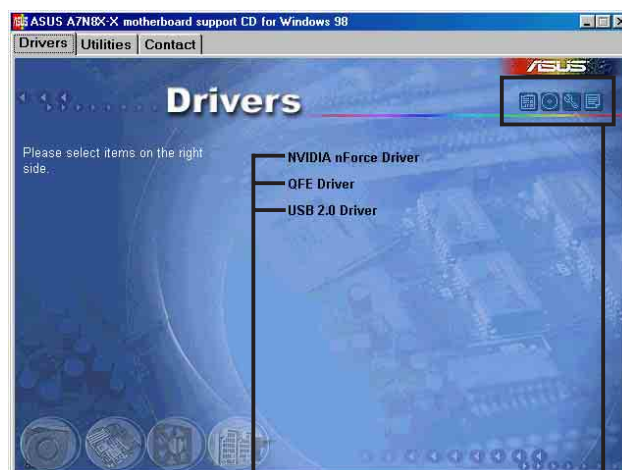 ASUS A7N8X-X motherboard support CD for Windows 98
Drivers Utilities Contact
ASUS
Drivers
Please select items on the right
side.
NVIDIA nForce Driver
QFE Driver
USB 2.0 Driver